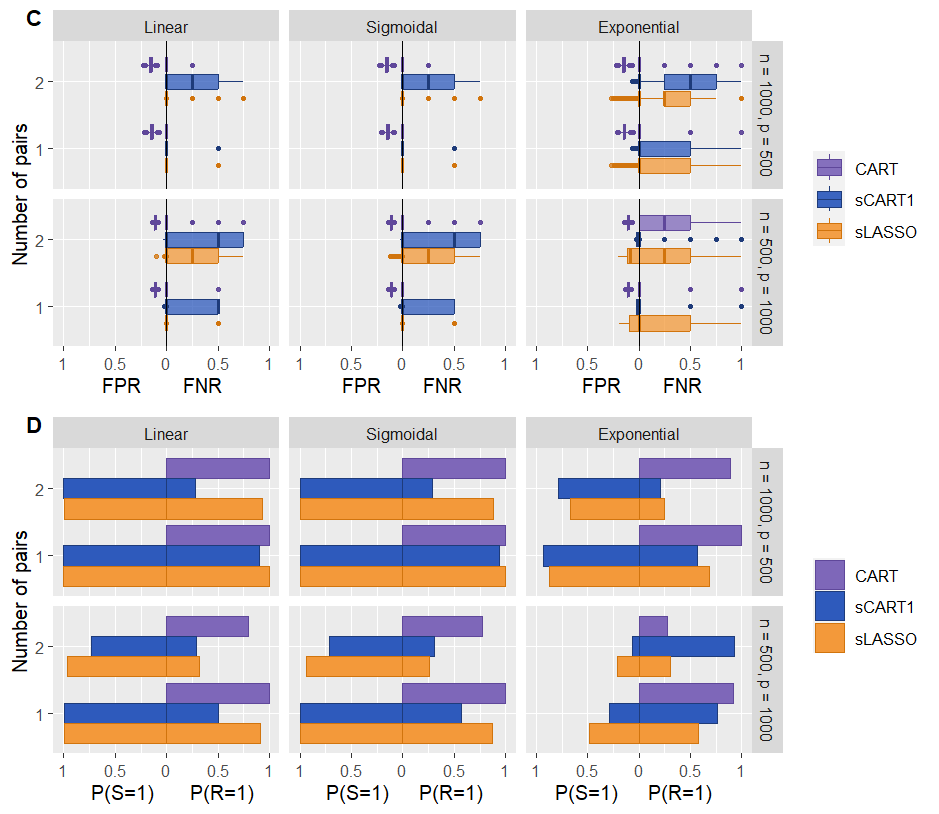 C
Linear
Sigmoidal
Exponential
Number of pairs
2
1
n = 1000, p = 500
2
1
n = 500, p = 1000
1 0.5 0 0.5 1
1 0.5 0 0.5 1
1 0.5 0 0.5 1
FPR FNR
FPR FNR
FPR FNR
CART
sCART1
sLASSO
D
Linear
Sigmoidal
Exponential
Number of pairs
2
1
n = 1000, p = 500
2
1
n = 500, p = 1000
1 0.5 0 0.5 1
1 0.5 0 0.5 1
1 0.5 0 0.5 1
P(S=1) P(R=1)
P(S=1) P(R=1)
P(S=1) P(R=1)
CART
sCART1
sLASSO